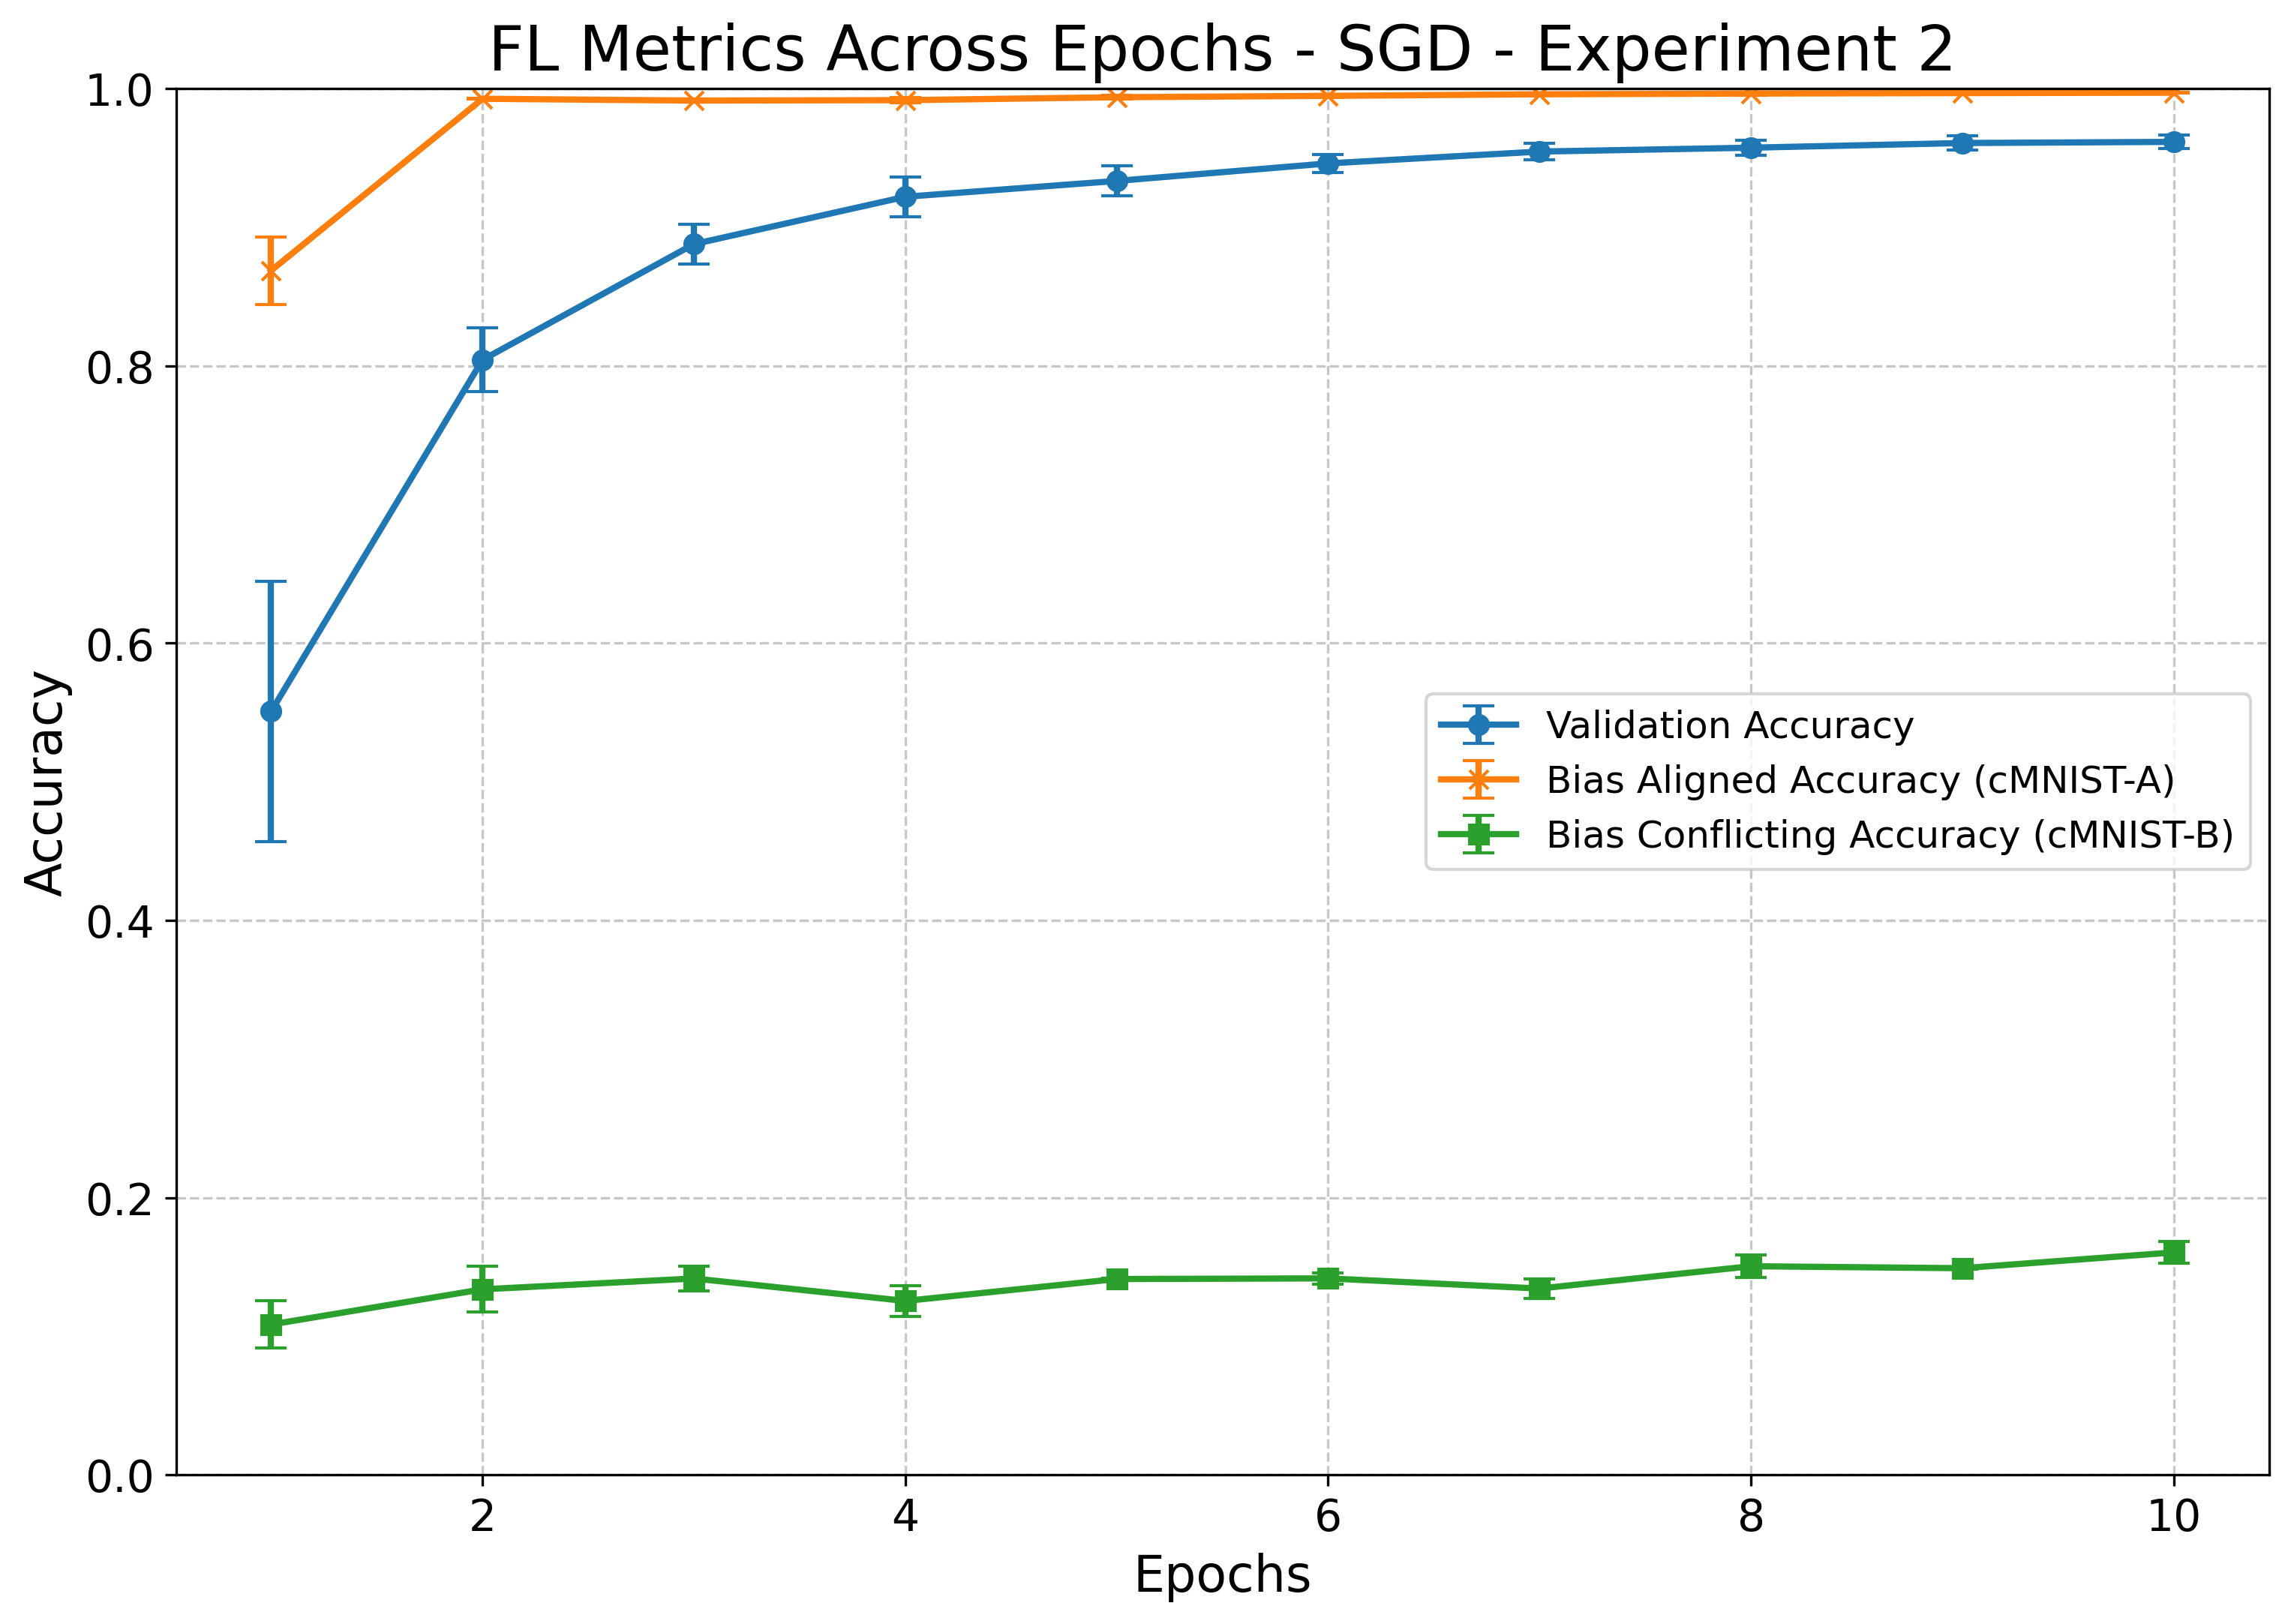 FL Metrics Across Epochs - SGD - Experiment 2
1.0
0.8
0.6
0.4
0.2
0.0
Accuracy
Validation Accuracy
Bias Aligned Accuracy (cMNIST-A)
Bias Conflicting Accuracy (cMNIST-B)
2 4 6 8 10
Epochs